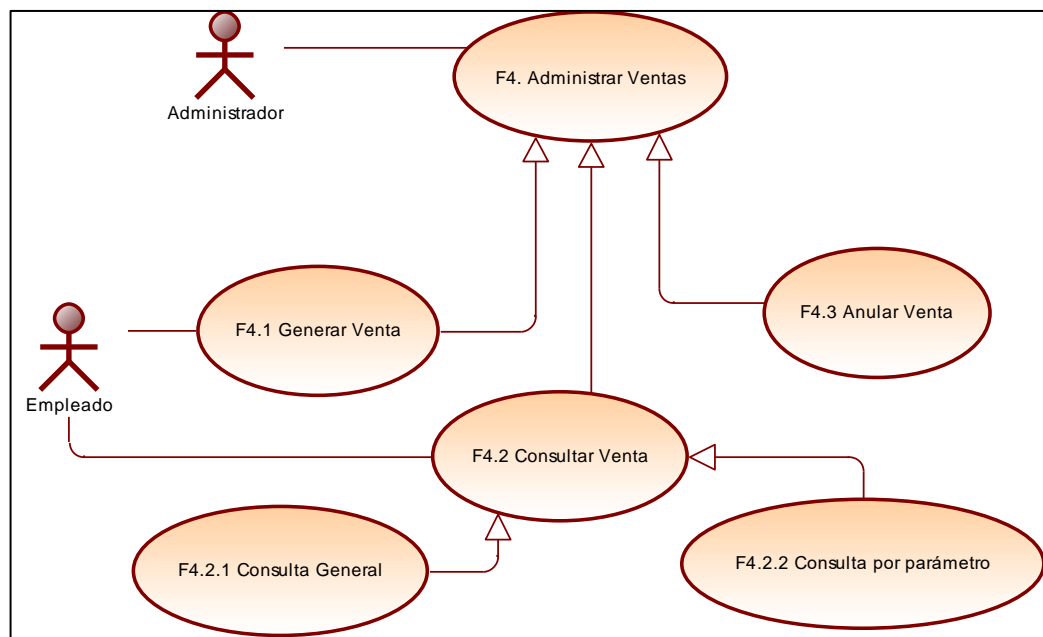 F4. Administrar Ventas
Administrador
F4.1 Generar Venta
F4.3 Anular Venta
Empleado
F4.2 Consultar Venta
F4.2.1 Consulta General
F4.2.2 Consulta por parámetro